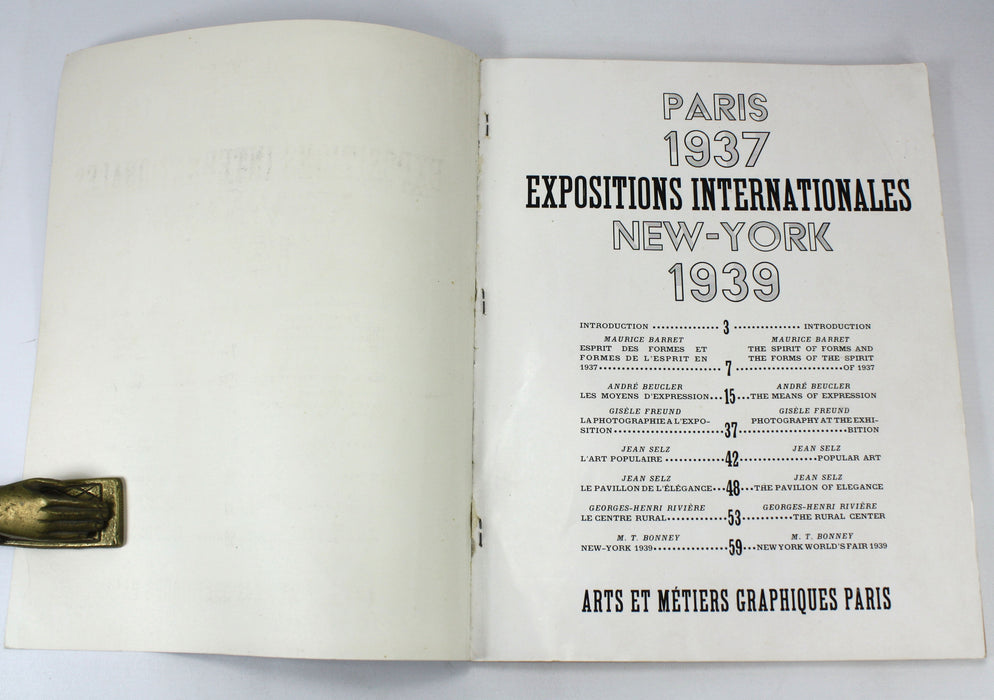 PARIS
1937
EXPOSITIONS INTERNATIONALES
NEW-YORK
1939
INTRODUCTION ............... 3 ............... INTRODUCTION
MAURICE BARRET MAURICE BARRET
ESPRIT DES FORMES ET THE SPIRIT OF FORMS AND
FORMES DE L'ESPRIT EN THE FORMS OF THE SPIRIT
1937 ............... 7 ............... OF 1937
ANDRÉ BEUCLER ANDRÉ BEUCLER
LES MOYENS D'EXPRESSION... 15 ...THE MEANS OF EXPRESSION
GISÈLE FREUND GISÈLE FREUND
LA PHOTOGRAPHIE A L'EXPO- PHOTOGRAPHY AT THE EXHI-
SITION ............... 37 ............... BITION
JEAN SELZ JEAN SELZ
L'ART POPULAIRE ............... 42 ............... POPULAR ART
JEAN SELZ JEAN SELZ
LE PAVILLON DE L'ÉLÉGANCE... 48 ...THE PAVILION OF ELEGANCE
GEORGES-HENRI RIVIÈRE GEORGES-HENRI RIVIÈRE
LE CENTRE RURAL ............... 53 ............... THE RURAL CENTER
M. T. BONNEY M. T. BONNEY
NEW-YORK 1939 ............... 59 ...NEW YORK WORLD'S FAIR 1939
ARTS ET MÉTIERS GRAPHIQUES PARIS